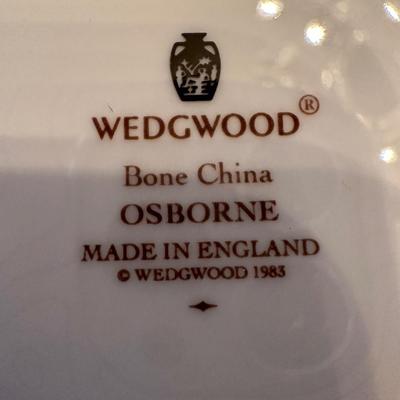 WEDGWOOD®
Bone China
OSBORNE
MADE IN ENGLAND
© WEDGWOOD 1983